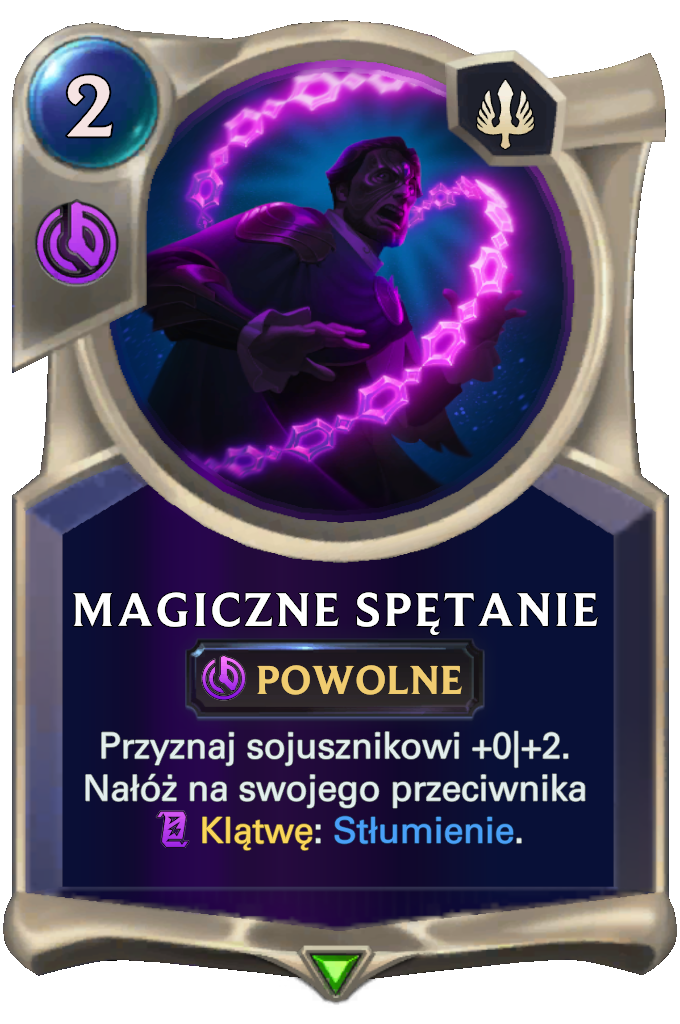 2
MAGICZNE SPĘTANIE
POWOLNE
Przyznaj sojusznikowi +0|+2.
Nałóż na swojego przeciwnika
Klątwę: Stłumienie.